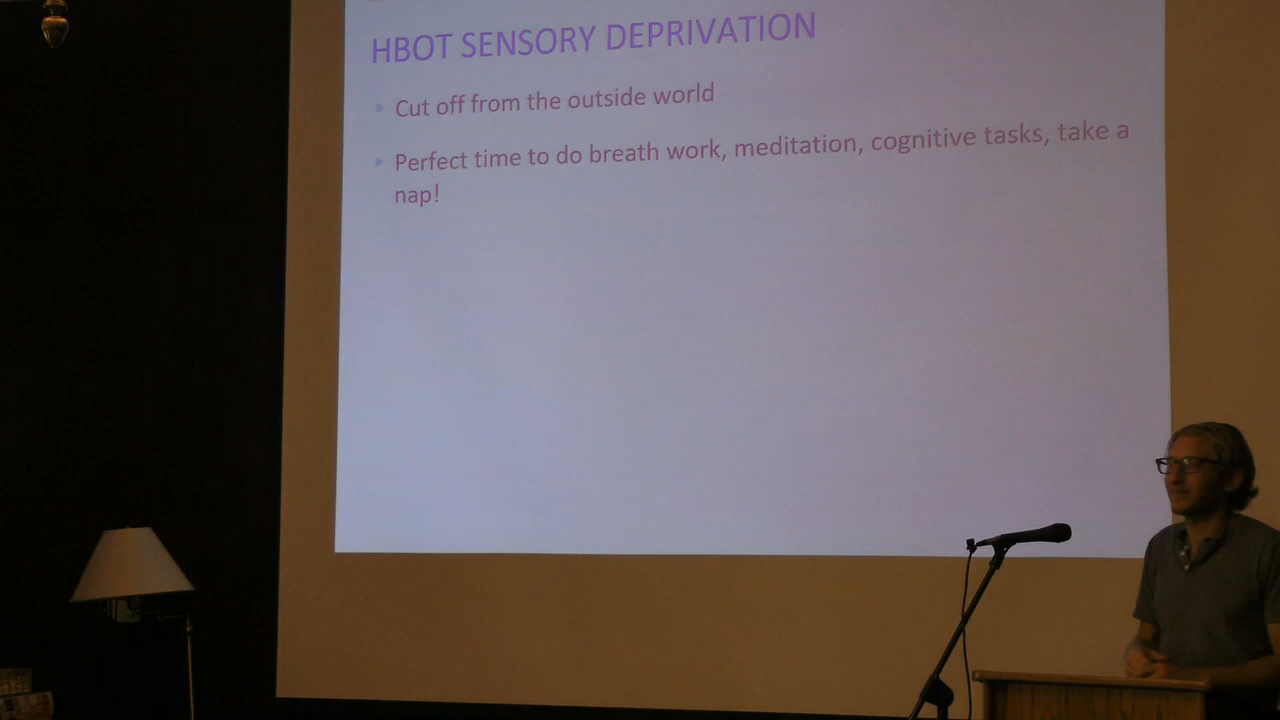 HBOT SENSORY DEPRIVATION
Cut off from the outside world
Perfect time to do breath work, meditation, cognitive tasks, take a
nap!